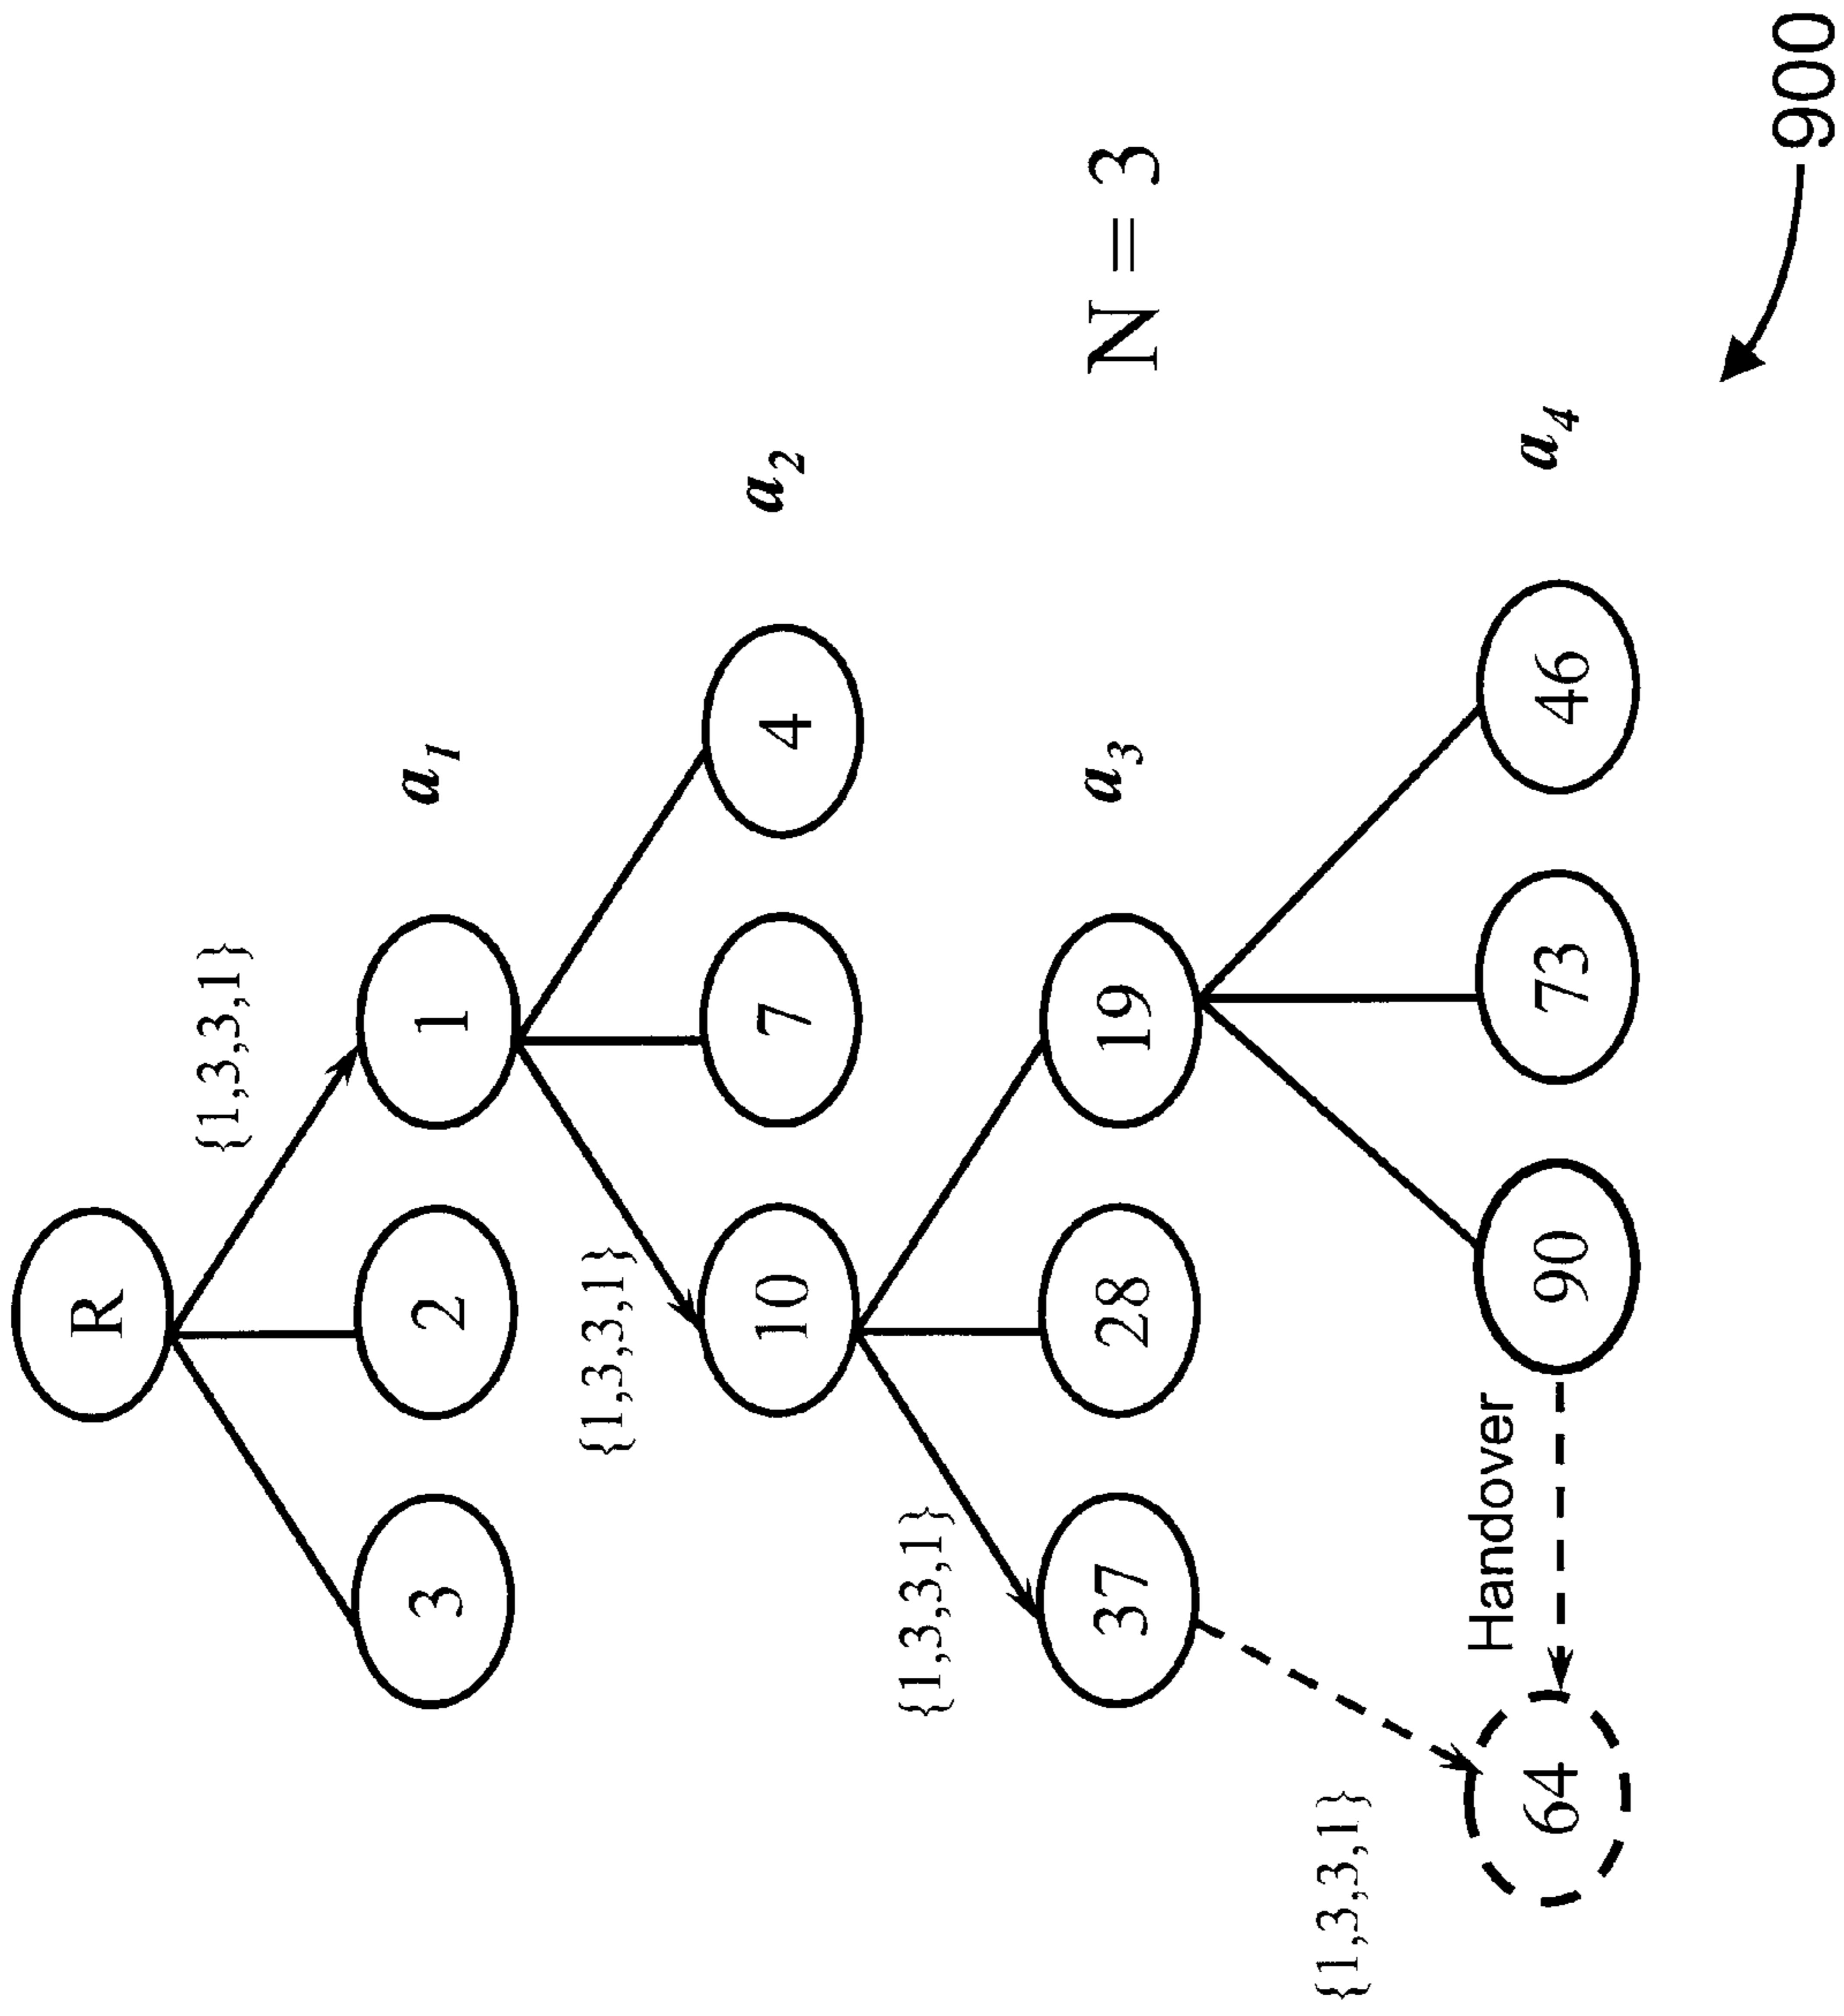 R
{1,3,3,1}
3
2
1
a1
{1,3,3,1}
10
7
4
a2
{1,3,3,1}
37
28
19
a3
N = 3
{1,3,3,1}
Handover
64
90
73
46
a4
900